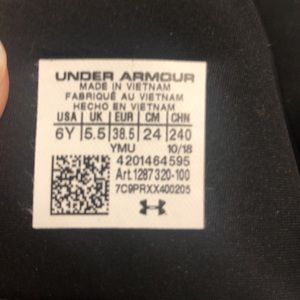 UNDER ARMOUR
MADE IN VIETNAM
FABRIQUÉ AU VIETNAM
HECHO EN VIETNAM
USA UK EUR CM CHN
6Y 5.5 38.5 24 240
YMU 10/18
4201464595
Art.1287320-100
7C9PRXX400205